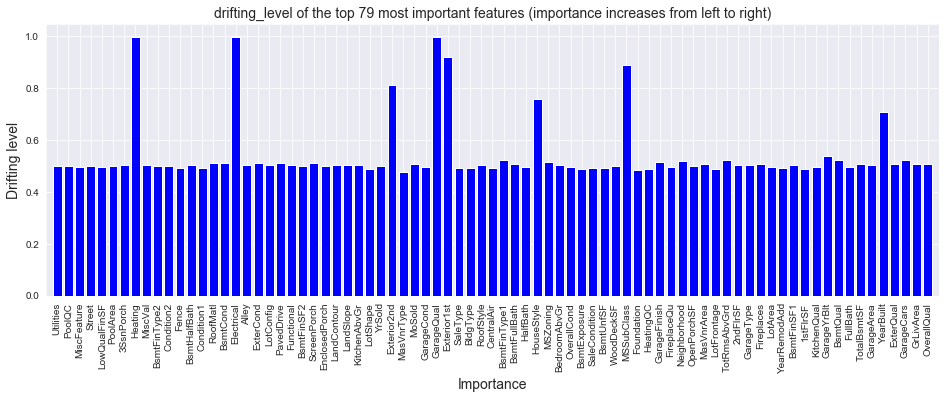 drifting_level of the top 79 most important features (importance increases from left to right)
Drifting level
1.0
0.8
0.6
0.4
0.2
0.0
Utilities
PoolQC
MiscFeature
Street
LowQualFinSF
PoolArea
3SsnPorch
Heating
MiscVal
BsmtFinType2
Condition2
Fence
BsmtHalfBath
Condition1
RoofMatl
BsmtCond
Electrical
Alley
ExterCond
LotConfig
PavedDrive
Functional
BsmtFinSF2
ScreenPorch
EnclosedPorch
LandContour
LandSlope
KitchenAbvGr
LotShape
YrSold
Exterior2nd
MasVnrType
MoSold
GarageCond
GarageQual
Exterior1st
SaleType
BldgType
RoofStyle
CentralAir
BsmtFinType1
BsmtFullBath
HalfBath
HouseStyle
MSZoning
BedroomAbvGr
OverallCond
BsmtExposure
SaleCondition
BsmtUnfSF
WoodDeckSF
MSSubClass
Foundation
HeatingQC
GarageFinish
FireplaceQu
Neighborhood
OpenPorchSF
MasVnrArea
LotFrontage
TotRmsAbvGrd
2ndFlrSF
GarageType
Fireplaces
LotArea
YearRemodAdd
BsmtFinSF1
1stFlrSF
KitchenQual
GarageYrBlt
BsmtQual
FullBath
TotalBsmtSF
GarageArea
YearBuilt
ExterQual
GarageCars
GrLivArea
OverallQual
Importance